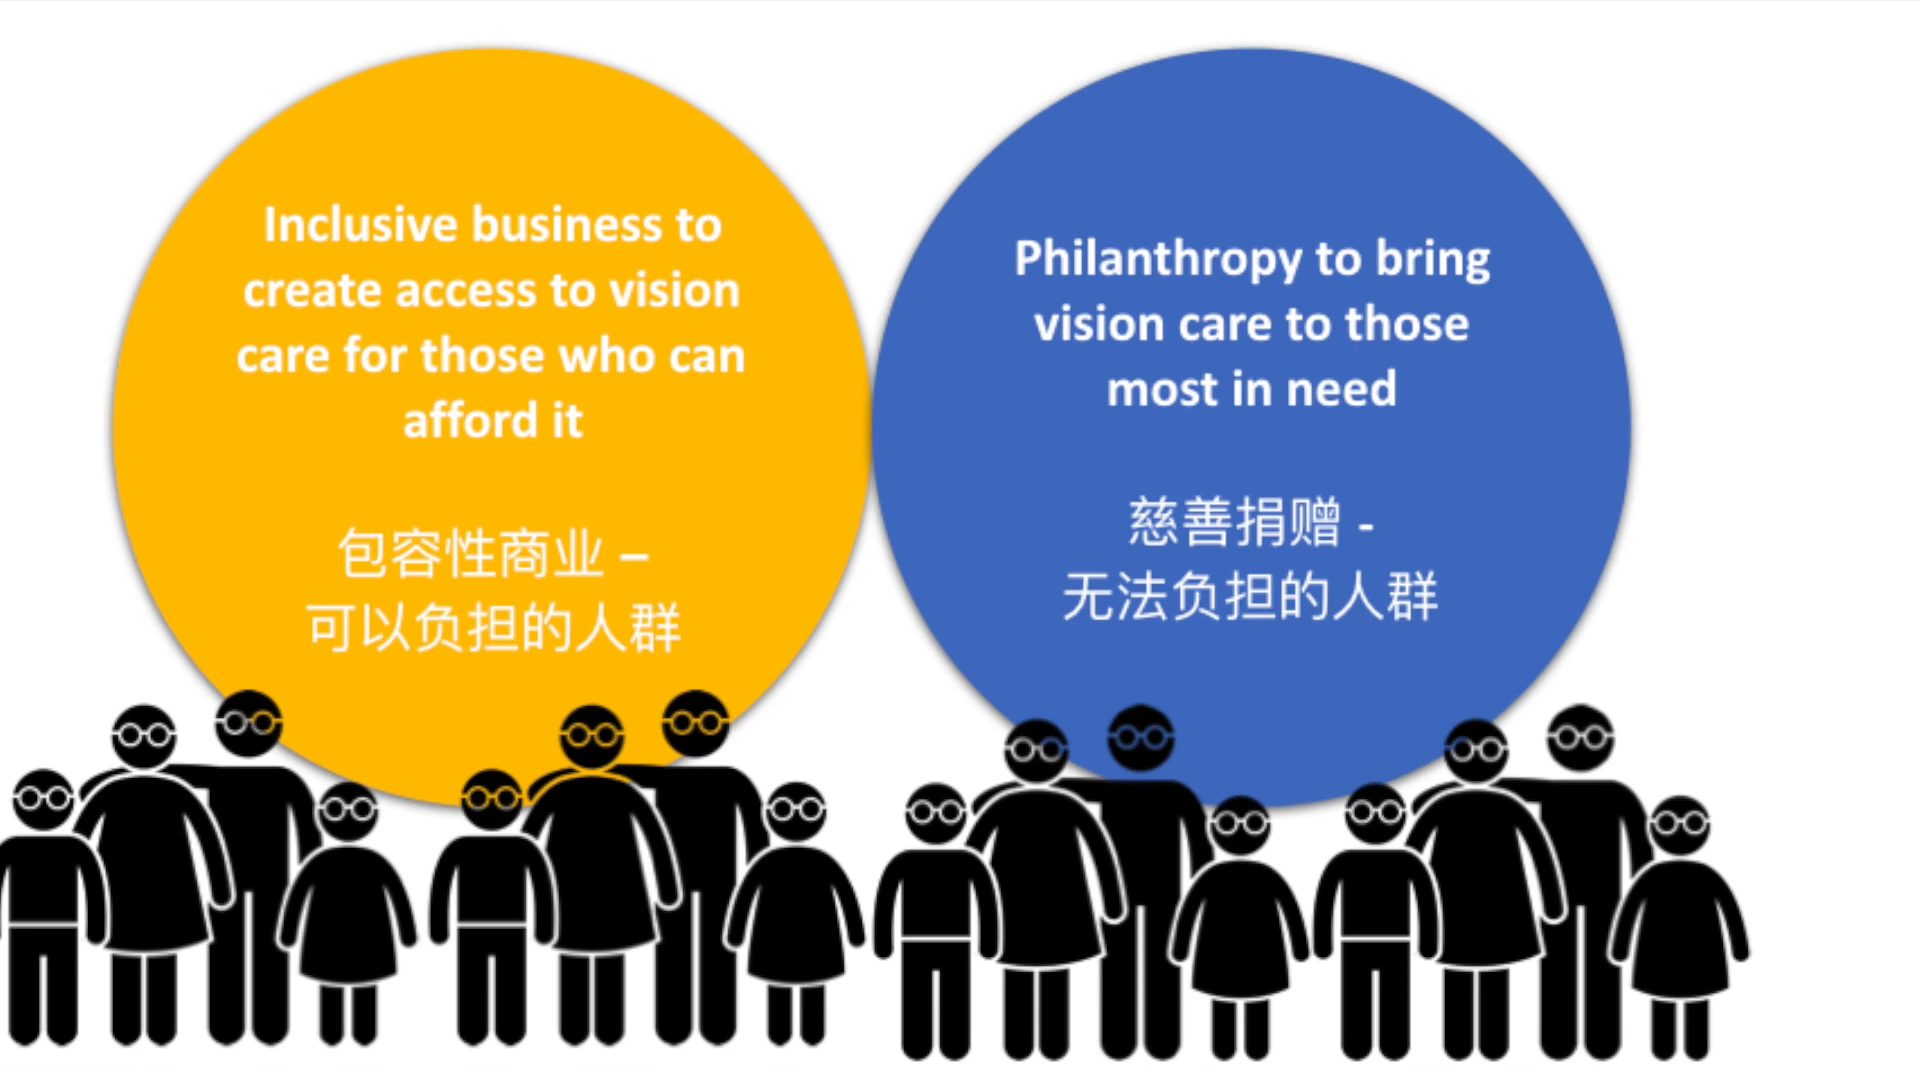 Inclusive business to
create access to vision
care for those who can
afford it
包容性商业 –
可以负担的人群
Philanthropy to bring
vision care to those
most in need
慈善捐赠 -
无法负担的人群